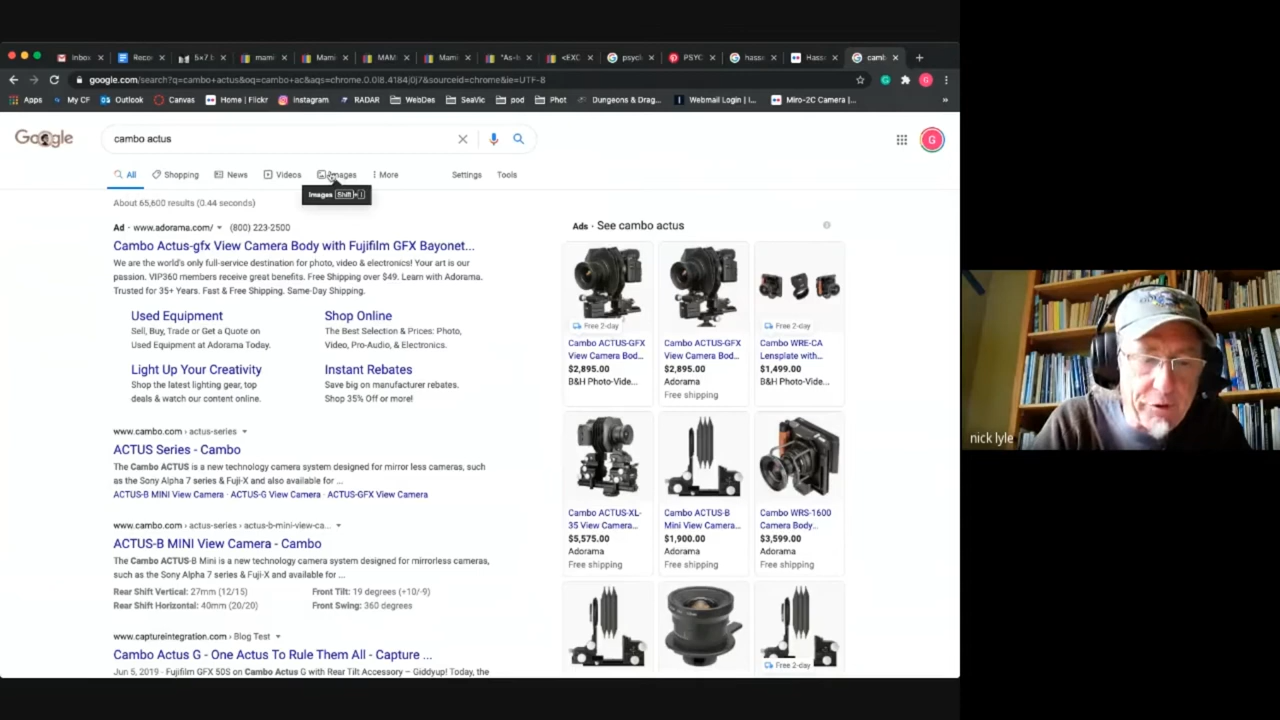 Inbox
Recor
5×7 l
mami
Mami
MAM
Mami
"As-Is
<EXC
psych
PSYC
hassa
Hass
caml
google.com/search?q=cambo+actus&oq=cambo+ac&aqs=chrome.0.0l8.4184j0j7&sourceid=chrome&ie=UTF-8
Apps
My CF
Outlook
Canvas
Home | Flickr
Instagram
RADAR
WebDes
SeaVic
pod
Phot
Dungeons & Drag...
Webmail Login | I...
Miro-2C Camera |...
»
Google
cambo actus
G
All
Shopping
News
Videos
Images
More
Settings
Tools
Images Shift+I
About 65,600 results (0.44 seconds)
Ad · www.adorama.com/ (800) 223-2500
Cambo Actus-gfx View Camera Body with Fujifilm GFX Bayonet...
We are the world's only full-service destination for photo, video & electronics! Your art is our
passion. VIP360 members receive great benefits. Free Shipping over $49. Learn with Adorama.
Trusted for 35+ Years. Fast & Free Shipping. Same-Day Shipping.
Used Equipment
Sell, Buy, Trade or Get a Quote on
Used Equipment at Adorama Today.
Shop Online
The Best Selection & Prices: Photo,
Video, Pro-Audio, & Electronics.
Light Up Your Creativity
Shop the latest lighting gear, top
deals & watch our content online.
Instant Rebates
Save big on manufacturer rebates.
Shop 35% Off or more!
www.cambo.com › actus-series
ACTUS Series - Cambo
The Cambo ACTUS is a new technology camera system designed for mirror less cameras, such
as the Sony Alpha 7 series & Fuji-X and also available for ...
ACTUS-B MINI View Camera · ACTUS-G View Camera · ACTUS-GFX View Camera
www.cambo.com › actus-series › actus-b-mini-view-ca...
ACTUS-B MINI View Camera - Cambo
The Cambo ACTUS-B Mini is a new technology camera system designed for mirrorless cameras,
such as the Sony Alpha 7 series & Fuji-X and available for ...
Rear Shift Vertical: 27mm (12/15)
Front Tilt: 19 degrees (+10/-9)
Rear Shift Horizontal: 40mm (20/20)
Front Swing: 360 degrees
www.captureintegration.com › Blog Test
Cambo Actus G - One Actus To Rule Them All - Capture ...
Jun 5, 2019 - Fujifilm GFX 50S on Cambo Actus G with Rear Tilt Accessory – Giddyup! Today, the
Ads · See cambo actus
Free 2-day
Cambo ACTUS-GFX
View Camera Bod...
$2,895.00
B&H Photo-Vide...
Cambo ACTUS-GFX
View Camera Bod...
$2,895.00
Adorama
Free shipping
Free 2-day
Cambo WRE-CA
Lensplate with...
$1,499.00
B&H Photo-Vide...
Cambo ACTUS-XL-
35 View Camera...
$5,575.00
Adorama
Free shipping
Cambo ACTUS-B
Mini View Camera...
$1,900.00
Adorama
Free shipping
Cambo WRS-1600
Camera Body...
$3,599.00
Adorama
Free shipping
Free 2-day
nick lyle